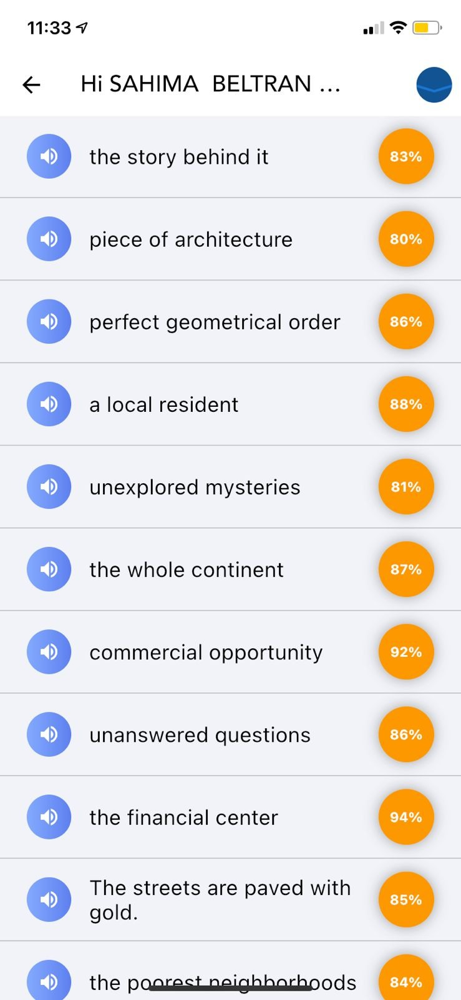 11:33
Hi SAHIMA  BELTRAN ...
the story behind it
83%
piece of architecture
80%
perfect geometrical order
86%
a local resident
88%
unexplored mysteries
81%
the whole continent
87%
commercial opportunity
92%
unanswered questions
86%
the financial center
94%
The streets are paved with
gold.
85%
the poorest neighborhoods
84%